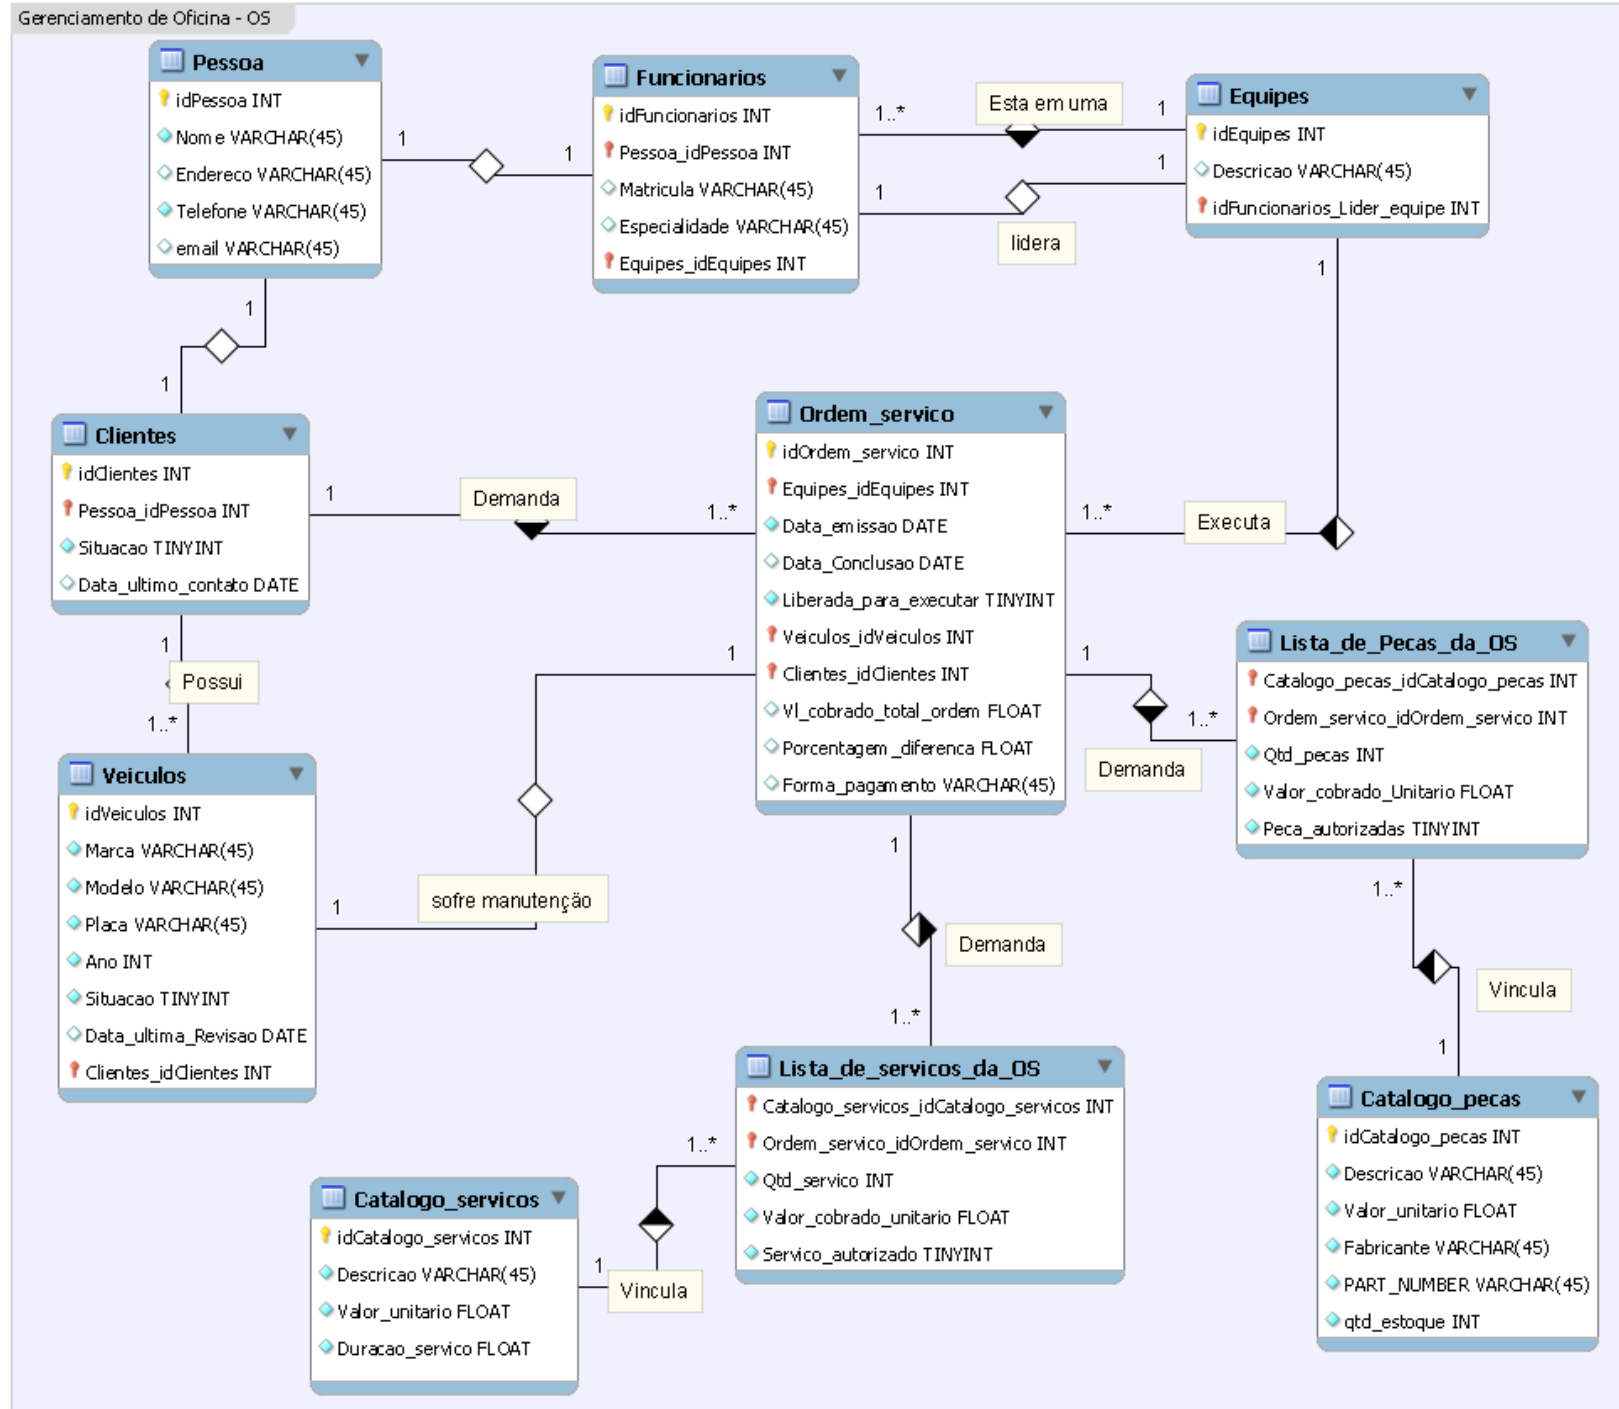 Gerenciamento de Oficina - OS
Pessoa
idPessoa INT
Nome VARCHAR(45)
Endereco VARCHAR(45)
Telefone VARCHAR(45)
email VARCHAR(45)
1
1
Funcionarios
idFuncionarios INT
Pessoa_idPessoa INT
Matricula VARCHAR(45)
Especialidade VARCHAR(45)
Equipes_idEquipes INT
1..*
Esta em uma
1
1
lidera
1
Equipes
idEquipes INT
Descricao VARCHAR(45)
idFuncionarios_Lider_equipe INT
1
1
1
Clientes
idClientes INT
Pessoa_idPessoa INT
Situacao TINYINT
Data_ultimo_contato DATE
1
Demanda
1..*
Ordem_servico
idOrdem_servico INT
Equipes_idEquipes INT
Data_emissao DATE
Data_Conclusao DATE
Liberada_para_executar TINYINT
Veiculos_idVeiculos INT
Clientes_idClientes INT
Vl_cobrado_total_ordem FLOAT
Porcentagem_diferenca FLOAT
Forma_pagamento VARCHAR(45)
1..*
Executa
1
Possui
1..*
Veiculos
idVeiculos INT
Marca VARCHAR(45)
Modelo VARCHAR(45)
Placa VARCHAR(45)
Ano INT
Situacao TINYINT
Data_ultima_Revisao DATE
Clientes_idClientes INT
1
sofre manutenção
1
1
Demanda
1..*
Lista_de_Pecas_da_OS
Catalogo_pecas_idCatalogo_pecas INT
Ordem_servico_idOrdem_servico INT
Qtd_pecas INT
Valor_cobrado_Unitario FLOAT
Peca_autorizadas TINYINT
1
Demanda
1..*
Lista_de_servicos_da_OS
Catalogo_servicos_idCatalogo_servicos INT
Ordem_servico_idOrdem_servico INT
Qtd_servico INT
Valor_cobrado_unitario FLOAT
Servico_autorizado TINYINT
1..*
Vincula
1
Catalogo_servicos
idCatalogo_servicos INT
Descricao VARCHAR(45)
Valor_unitario FLOAT
Duracao_servico FLOAT
1..*
Vincula
1
Catalogo_pecas
idCatalogo_pecas INT
Descricao VARCHAR(45)
Valor_unitario FLOAT
Fabricante VARCHAR(45)
PART_NUMBER VARCHAR(45)
qtd_estoque INT